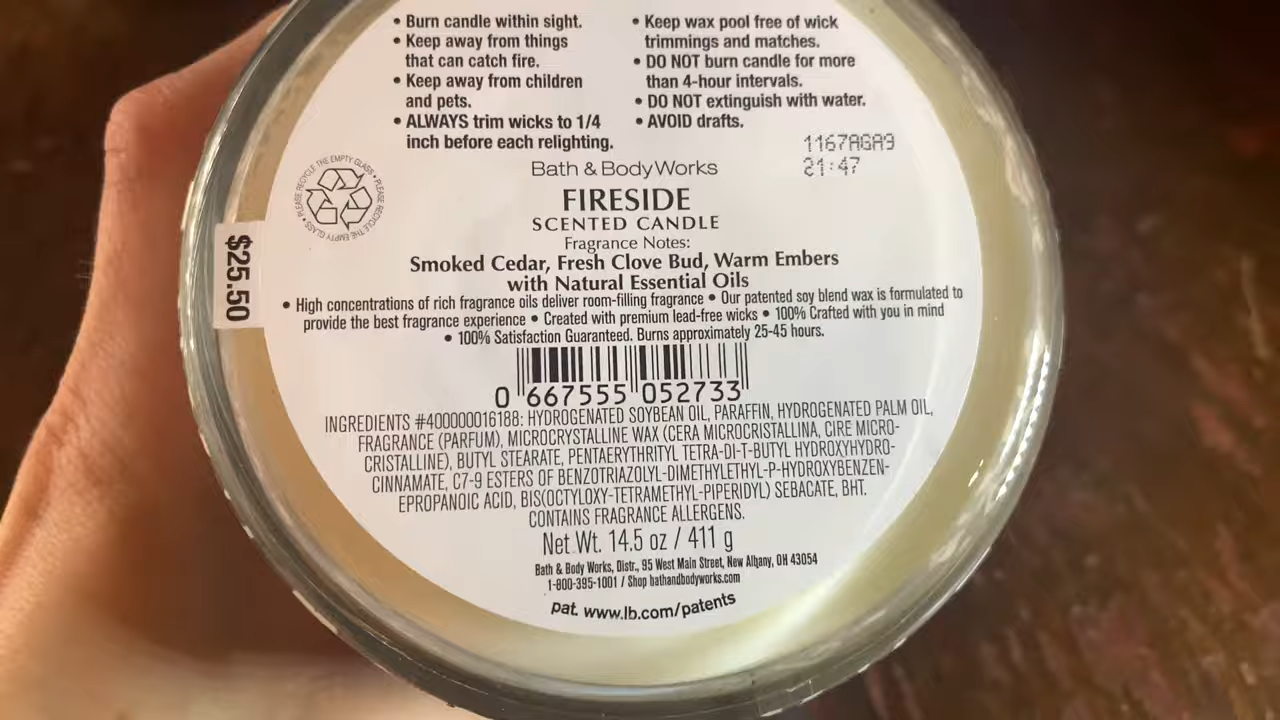 • Burn candle within sight.
• Keep away from things
that can catch fire.
• Keep away from children
and pets.
• ALWAYS trim wicks to 1/4
inch before each relighting.
• Keep wax pool free of wick
trimmings and matches.
• DO NOT burn candle for more
than 4-hour intervals.
• DO NOT extinguish with water.
• AVOID drafts.
1167AGA9
21:47
PLEASE RECYCLE THE EMPTY GLASS • PLEASE RECYCLE THE EMPTY GLASS •
$25.50
Bath & Body Works
FIRESIDE
SCENTED CANDLE
Fragrance Notes:
Smoked Cedar, Fresh Clove Bud, Warm Embers
with Natural Essential Oils
• High concentrations of rich fragrance oils deliver room-filling fragrance • Our patented soy blend wax is formulated to
provide the best fragrance experience • Created with premium lead-free wicks • 100% Crafted with you in mind
• 100% Satisfaction Guaranteed. Burns approximately 25-45 hours.
0 667555 052733
INGREDIENTS #400000016188: HYDROGENATED SOYBEAN OIL, PARAFFIN, HYDROGENATED PALM OIL,
FRAGRANCE (PARFUM), MICROCRYSTALLINE WAX (CERA MICROCRISTALLINA, CIRE MICRO-
CRISTALLINE), BUTYL STEARATE, PENTAERYTHRITYL TETRA-DI-T-BUTYL HYDROXYHYDRO-
CINNAMATE, C7-9 ESTERS OF BENZOTRIAZOLYL-DIMETHYLETHYL-P-HYDROXYBENZEN-
EPROPANOIC ACID, BIS(OCTYLOXY-TETRAMETHYL-PIPERIDYL) SEBACATE, BHT.
CONTAINS FRAGRANCE ALLERGENS.
Net Wt. 14.5 oz / 411 g
Bath & Body Works, Distr., 95 West Main Street, New Albany, OH 43054
1-800-395-1001 / Shop bathandbodyworks.com
pat. www.lb.com/patents